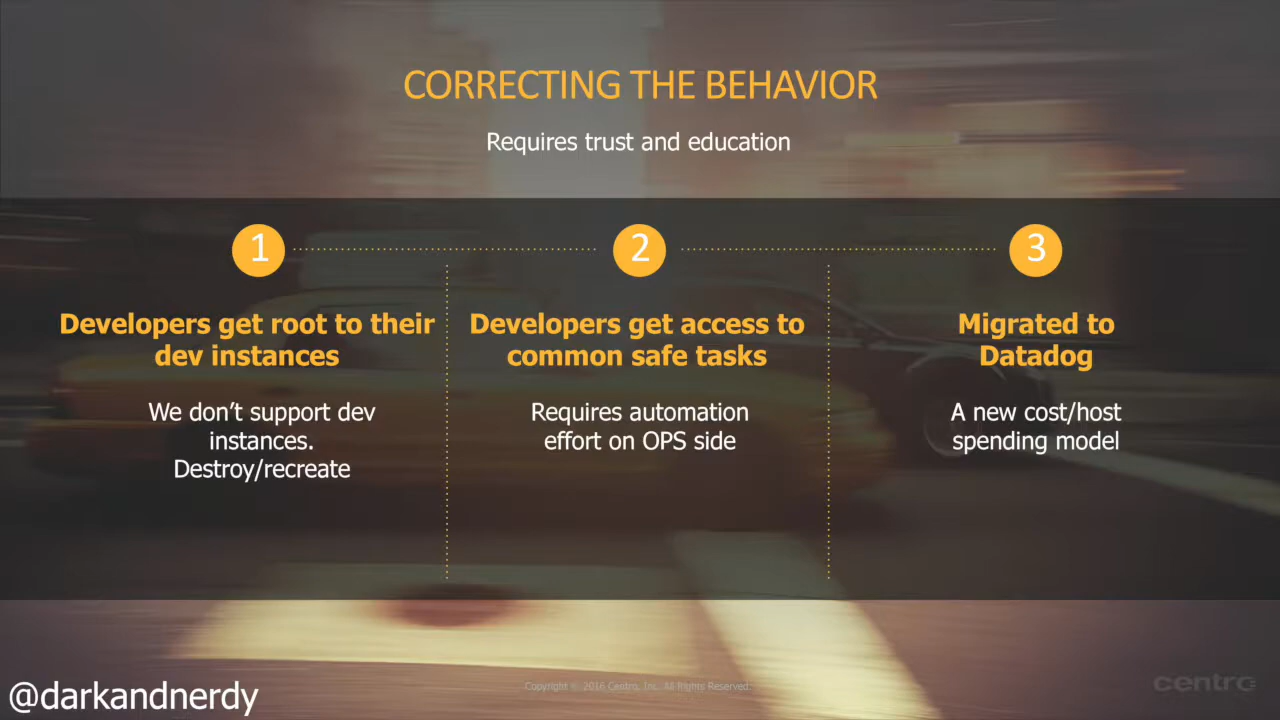 CORRECTING THE BEHAVIOR
Requires trust and education
1
2
3
Developers get root to their
dev instances
We don’t support dev
instances.
Destroy/recreate
Developers get access to
common safe tasks
Requires automation
effort on OPS side
Migrated to
Datadog
A new cost/host
spending model
@darkandnerdy
Copyright © 2016 Centro, Inc. All Rights Reserved.
centro